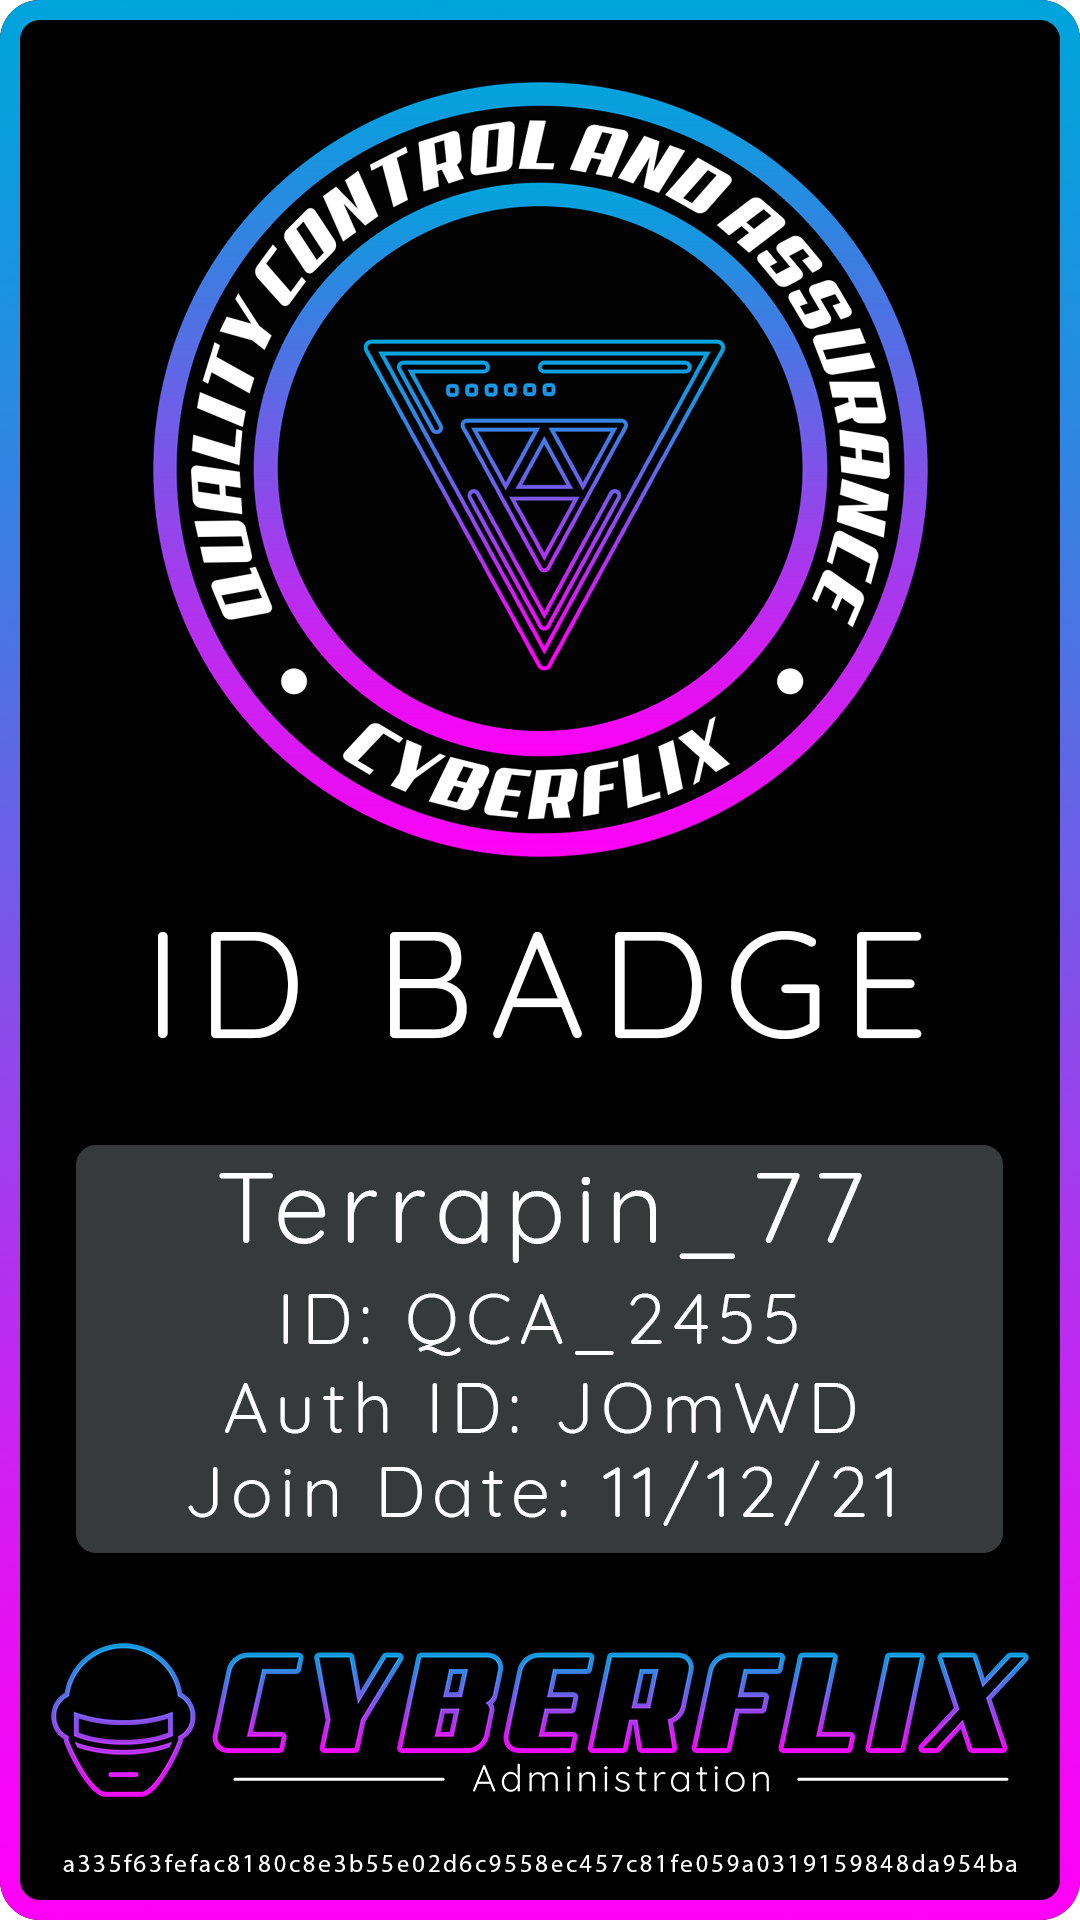 QUALITY CONTROL AND ASSURANCE
CYBERFLIX
ID BADGE
Terrapin_77
ID: QCA_2455
Auth ID: JOmWD
Join Date: 11/12/21
CYBERFLIX
Administration
a335f63fefac8180c8e3b55e02d6c9558ec457c81fe059a0319159848da954ba